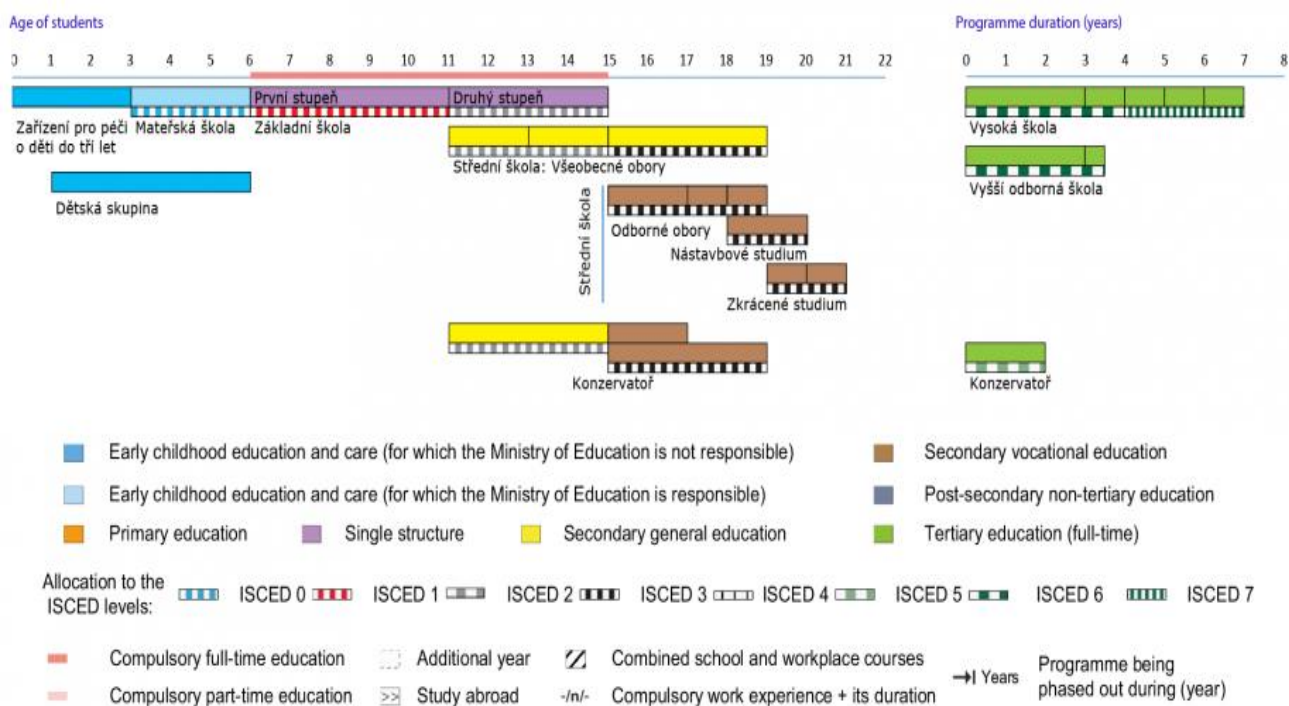 Age of students
Programme duration (years)
0 1 2 3 4 5 6 7 8 9 10 11 12 13 14 15 16 17 18 19 20 21 22
0 1 2 3 4 5 6 7 8
První stupeň
Druhý stupeň
Zařízení pro péči
o děti do tří let
Mateřská škola
Základní škola
Vysoká škola
Střední škola: Všeobecné obory
Vyšší odborná škola
Dětská skupina
Střední škola
Odborné obory
Nástavbové studium
Zkrácené studium
Konzervatoř
Konzervatoř
Early childhood education and care (for which the Ministry of Education is not responsible)
Secondary vocational education
Early childhood education and care (for which the Ministry of Education is responsible)
Post-secondary non-tertiary education
Primary education
Single structure
Secondary general education
Tertiary education (full-time)
Allocation to the
ISCED levels:
ISCED 0
ISCED 1
ISCED 2
ISCED 3
ISCED 4
ISCED 5
ISCED 6
ISCED 7
Compulsory full-time education
Additional year
Combined school and workplace courses
Years
Programme being
phased out during (year)
Compulsory part-time education
>> Study abroad
-/n/- Compulsory work experience + its duration